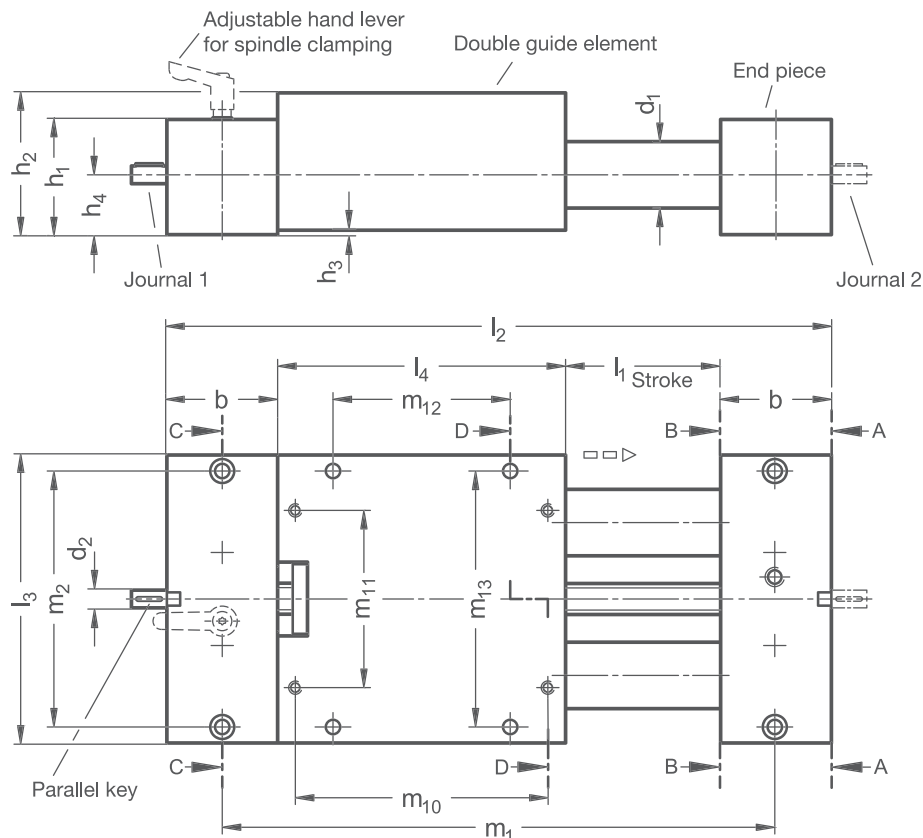 Adjustable hand lever
for spindle clamping
Double guide element
End piece
d1
h2
h1
h4
h3
Journal 1
Journal 2
l2
l4
l1 Stroke
b
m12
b
C
D
B
A
d2
l3
m2
m11
m13
C
D
B
A
Parallel key
m10
m1